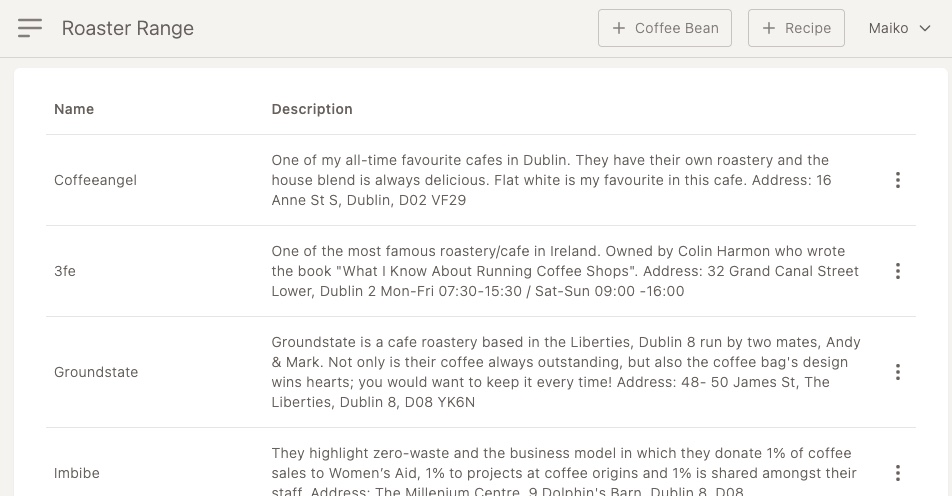 Roaster Range
Coffee Bean
Recipe
Maiko
Name
Description
Coffeeangel
One of my all-time favourite cafes in Dublin. They have their own roastery and the
house blend is always delicious. Flat white is my favourite in this cafe. Address: 16
Anne St S, Dublin, D02 VF29
3fe
One of the most famous roastery/cafe in Ireland. Owned by Colin Harmon who wrote
the book "What I Know About Running Coffee Shops". Address: 32 Grand Canal Street
Lower, Dublin 2 Mon-Fri 07:30-15:30 / Sat-Sun 09:00 -16:00
Groundstate
Groundstate is a cafe roastery based in the Liberties, Dublin 8 run by two mates, Andy
& Mark. Not only is their coffee always outstanding, but also the coffee bag's design
wins hearts; you would want to keep it every time! Address: 48- 50 James St, The
Liberties, Dublin 8, D08 YK6N
Imbibe
They highlight zero-waste and the business model in which they donate 1% of coffee
sales to Women's Aid, 1% to projects at coffee origins and 1% is shared amongst their
staff. Address: The Millenium Centre, 9 Dolphin's Barn, Dublin 8, D08